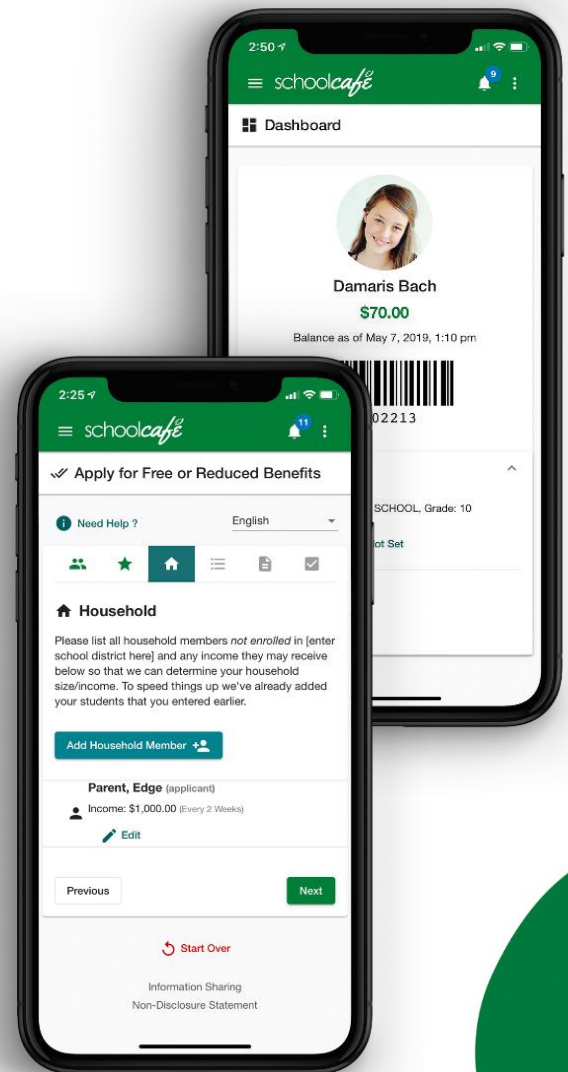 2:50
schoolcafé
9
Dashboard
Damaris Bach
$70.00
Balance as of May 7, 2019, 1:10 pm
02213
SCHOOL, Grade: 10
Set
2:25
schoolcafé
11
Apply for Free or Reduced Benefits
Need Help ?
English
Household
Please list all household members not enrolled in [enter
school district here] and any income they may receive
below so that we can determine your household
size/income. To speed things up we've already added
your students that you entered earlier.
Add Household Member
Parent, Edge (applicant)
Income: $1,000.00 (Every 2 Weeks)
Edit
Previous
Next
Start Over
Information Sharing
Non-Disclosure Statement